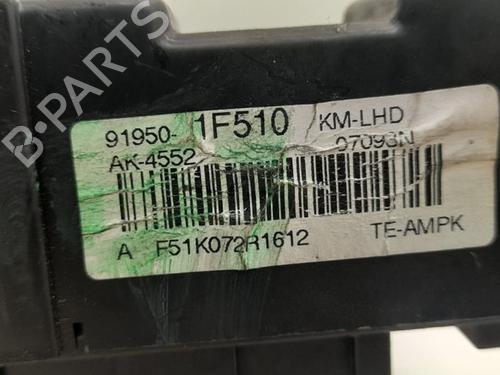 91950- 1F510 KM-LHD
AK-4552 07093N
A F51K072R1612 TE-AMPK
B-PARTS